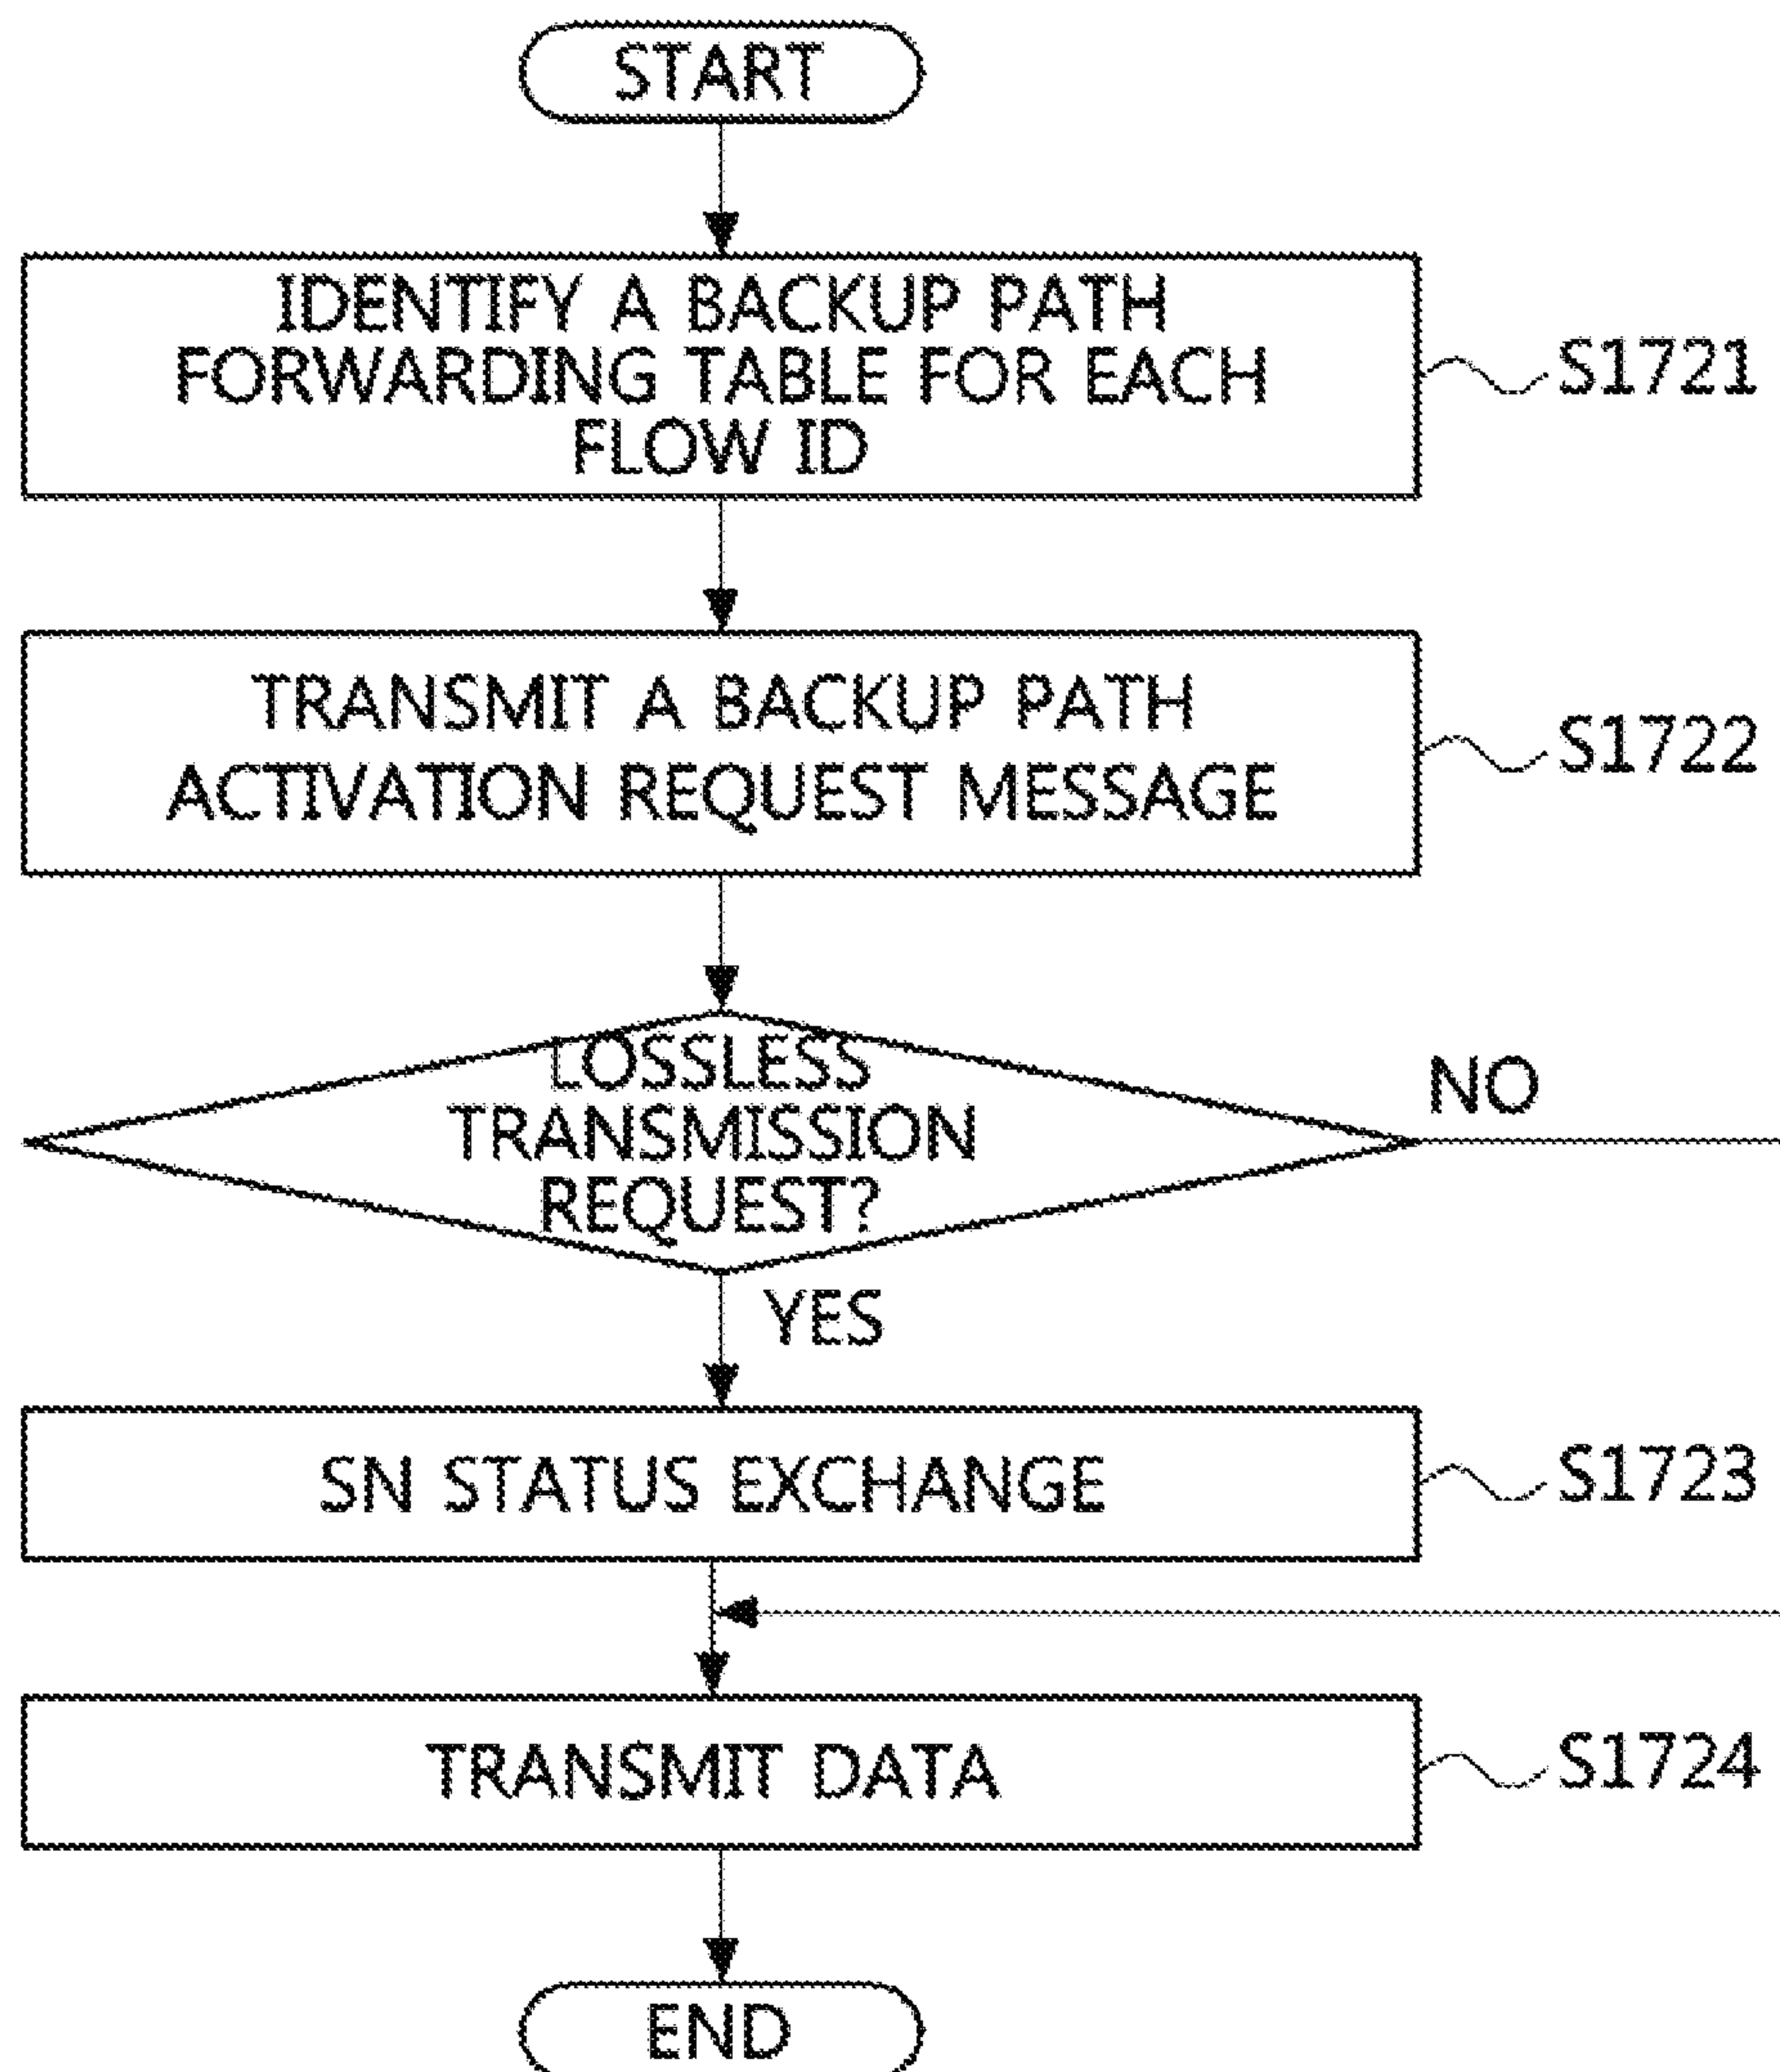 START
IDENTIFY A BACKUP PATH
FORWARDING TABLE FOR EACH
FLOW ID
S1721
TRANSMIT A BACKUP PATH
ACTIVATION REQUEST MESSAGE
S1722
LOSSLESS
TRANSMISSION
REQUEST?
NO
YES
SN STATUS EXCHANGE
S1723
TRANSMIT DATA
S1724
END